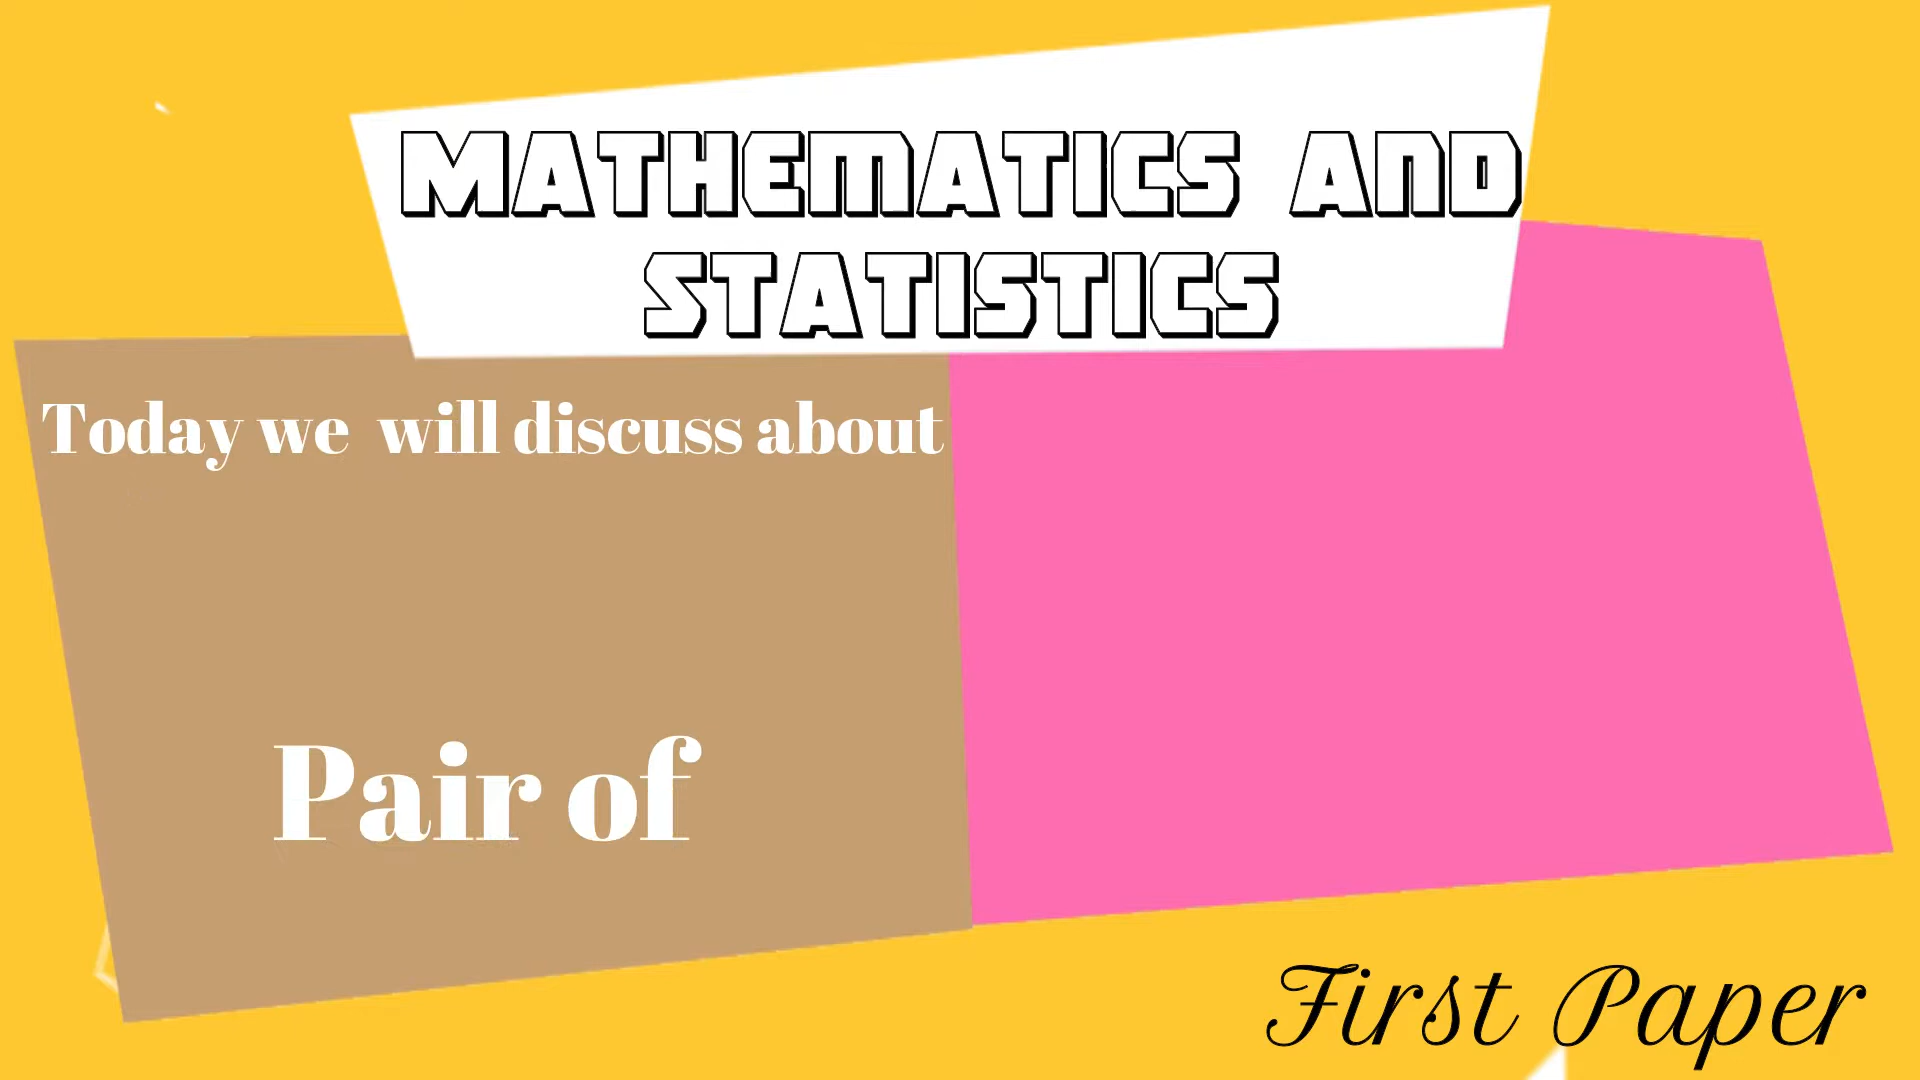 MATHEMATICS AND
STATISTICS
Today we will discuss about
Pair of
First Paper